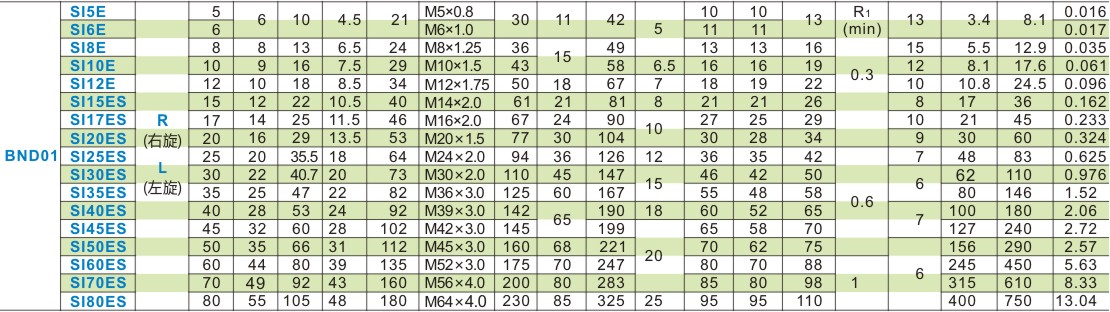 SI5E 5 6 10 4.5 21 M5×0.8 30 11 42 5 10 10 13 R1 (min) 13 3.4 8.1 0.016
SI6E 6 M6×1.0 11 11 0.017
SI8E 8 8 13 6.5 24 M8×1.25 36 15 49 13 13 16 0.3 15 5.5 12.9 0.035
SI10E 10 9 16 7.5 29 M10×1.5 43 58 6.5 16 16 19 12 8.1 17.6 0.061
SI12E 12 10 18 8.5 34 M12×1.75 50 18 67 7 18 19 22 10 10.8 24.5 0.096
SI15ES 15 12 22 10.5 40 M14×2.0 61 21 81 8 21 21 26 8 17 36 0.162
SI17ES R 17 14 25 11.5 46 M16×2.0 67 24 90 10 27 25 29 10 21 45 0.233
SI20ES (右旋) 20 16 29 13.5 53 M20×1.5 77 30 104 30 28 34 9 30 60 0.324
BND01 SI25ES L 25 20 35.5 18 64 M24×2.0 94 36 126 12 36 35 42 7 48 83 0.625
SI30ES (左旋) 30 22 40.7 20 73 M30×2.0 110 45 147 15 46 42 50 6 62 110 0.976
SI35ES 35 25 47 22 82 M36×3.0 125 60 167 55 48 58 0.6 80 146 1.52
SI40ES 40 28 53 24 92 M39×3.0 142 65 190 18 60 52 65 7 100 180 2.06
SI45ES 45 32 60 28 102 M42×3.0 145 199 65 58 70 127 240 2.72
SI50ES 50 35 66 31 112 M45×3.0 160 68 221 20 70 62 75 156 290 2.57
SI60ES 60 44 80 39 135 M52×3.0 175 70 247 80 70 88 6 245 450 5.63
SI70ES 70 49 92 43 160 M56×4.0 200 80 283 85 80 98 1 315 610 8.33
SI80ES 80 55 105 48 180 M64×4.0 230 85 325 25 95 95 110 400 750 13.04